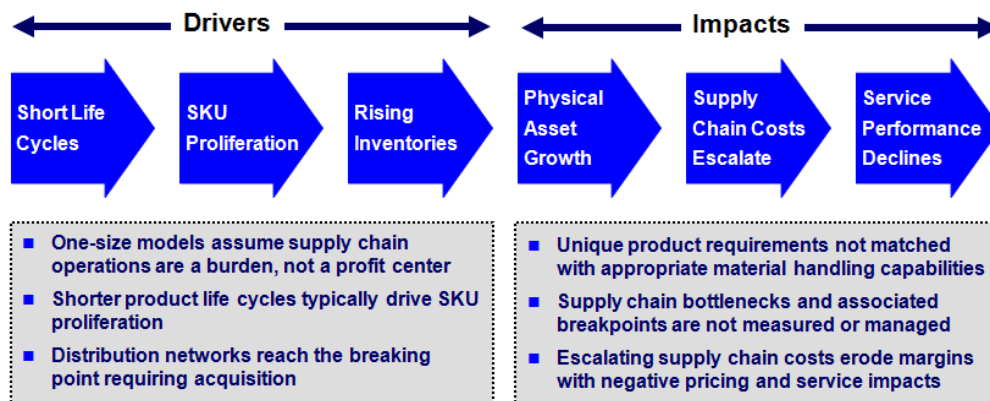 Drivers
Impacts
Short Life
Cycles
SKU
Proliferation
Rising
Inventories
Physical
Asset
Growth
Supply
Chain Costs
Escalate
Service
Performance
Declines
■ One-size models assume supply chain
operations are a burden, not a profit center
■ Shorter product life cycles typically drive SKU
proliferation
■ Distribution networks reach the breaking
point requiring acquisition
■ Unique product requirements not matched
with appropriate material handling capabilities
■ Supply chain bottlenecks and associated
breakpoints are not measured or managed
■ Escalating supply chain costs erode margins
with negative pricing and service impacts